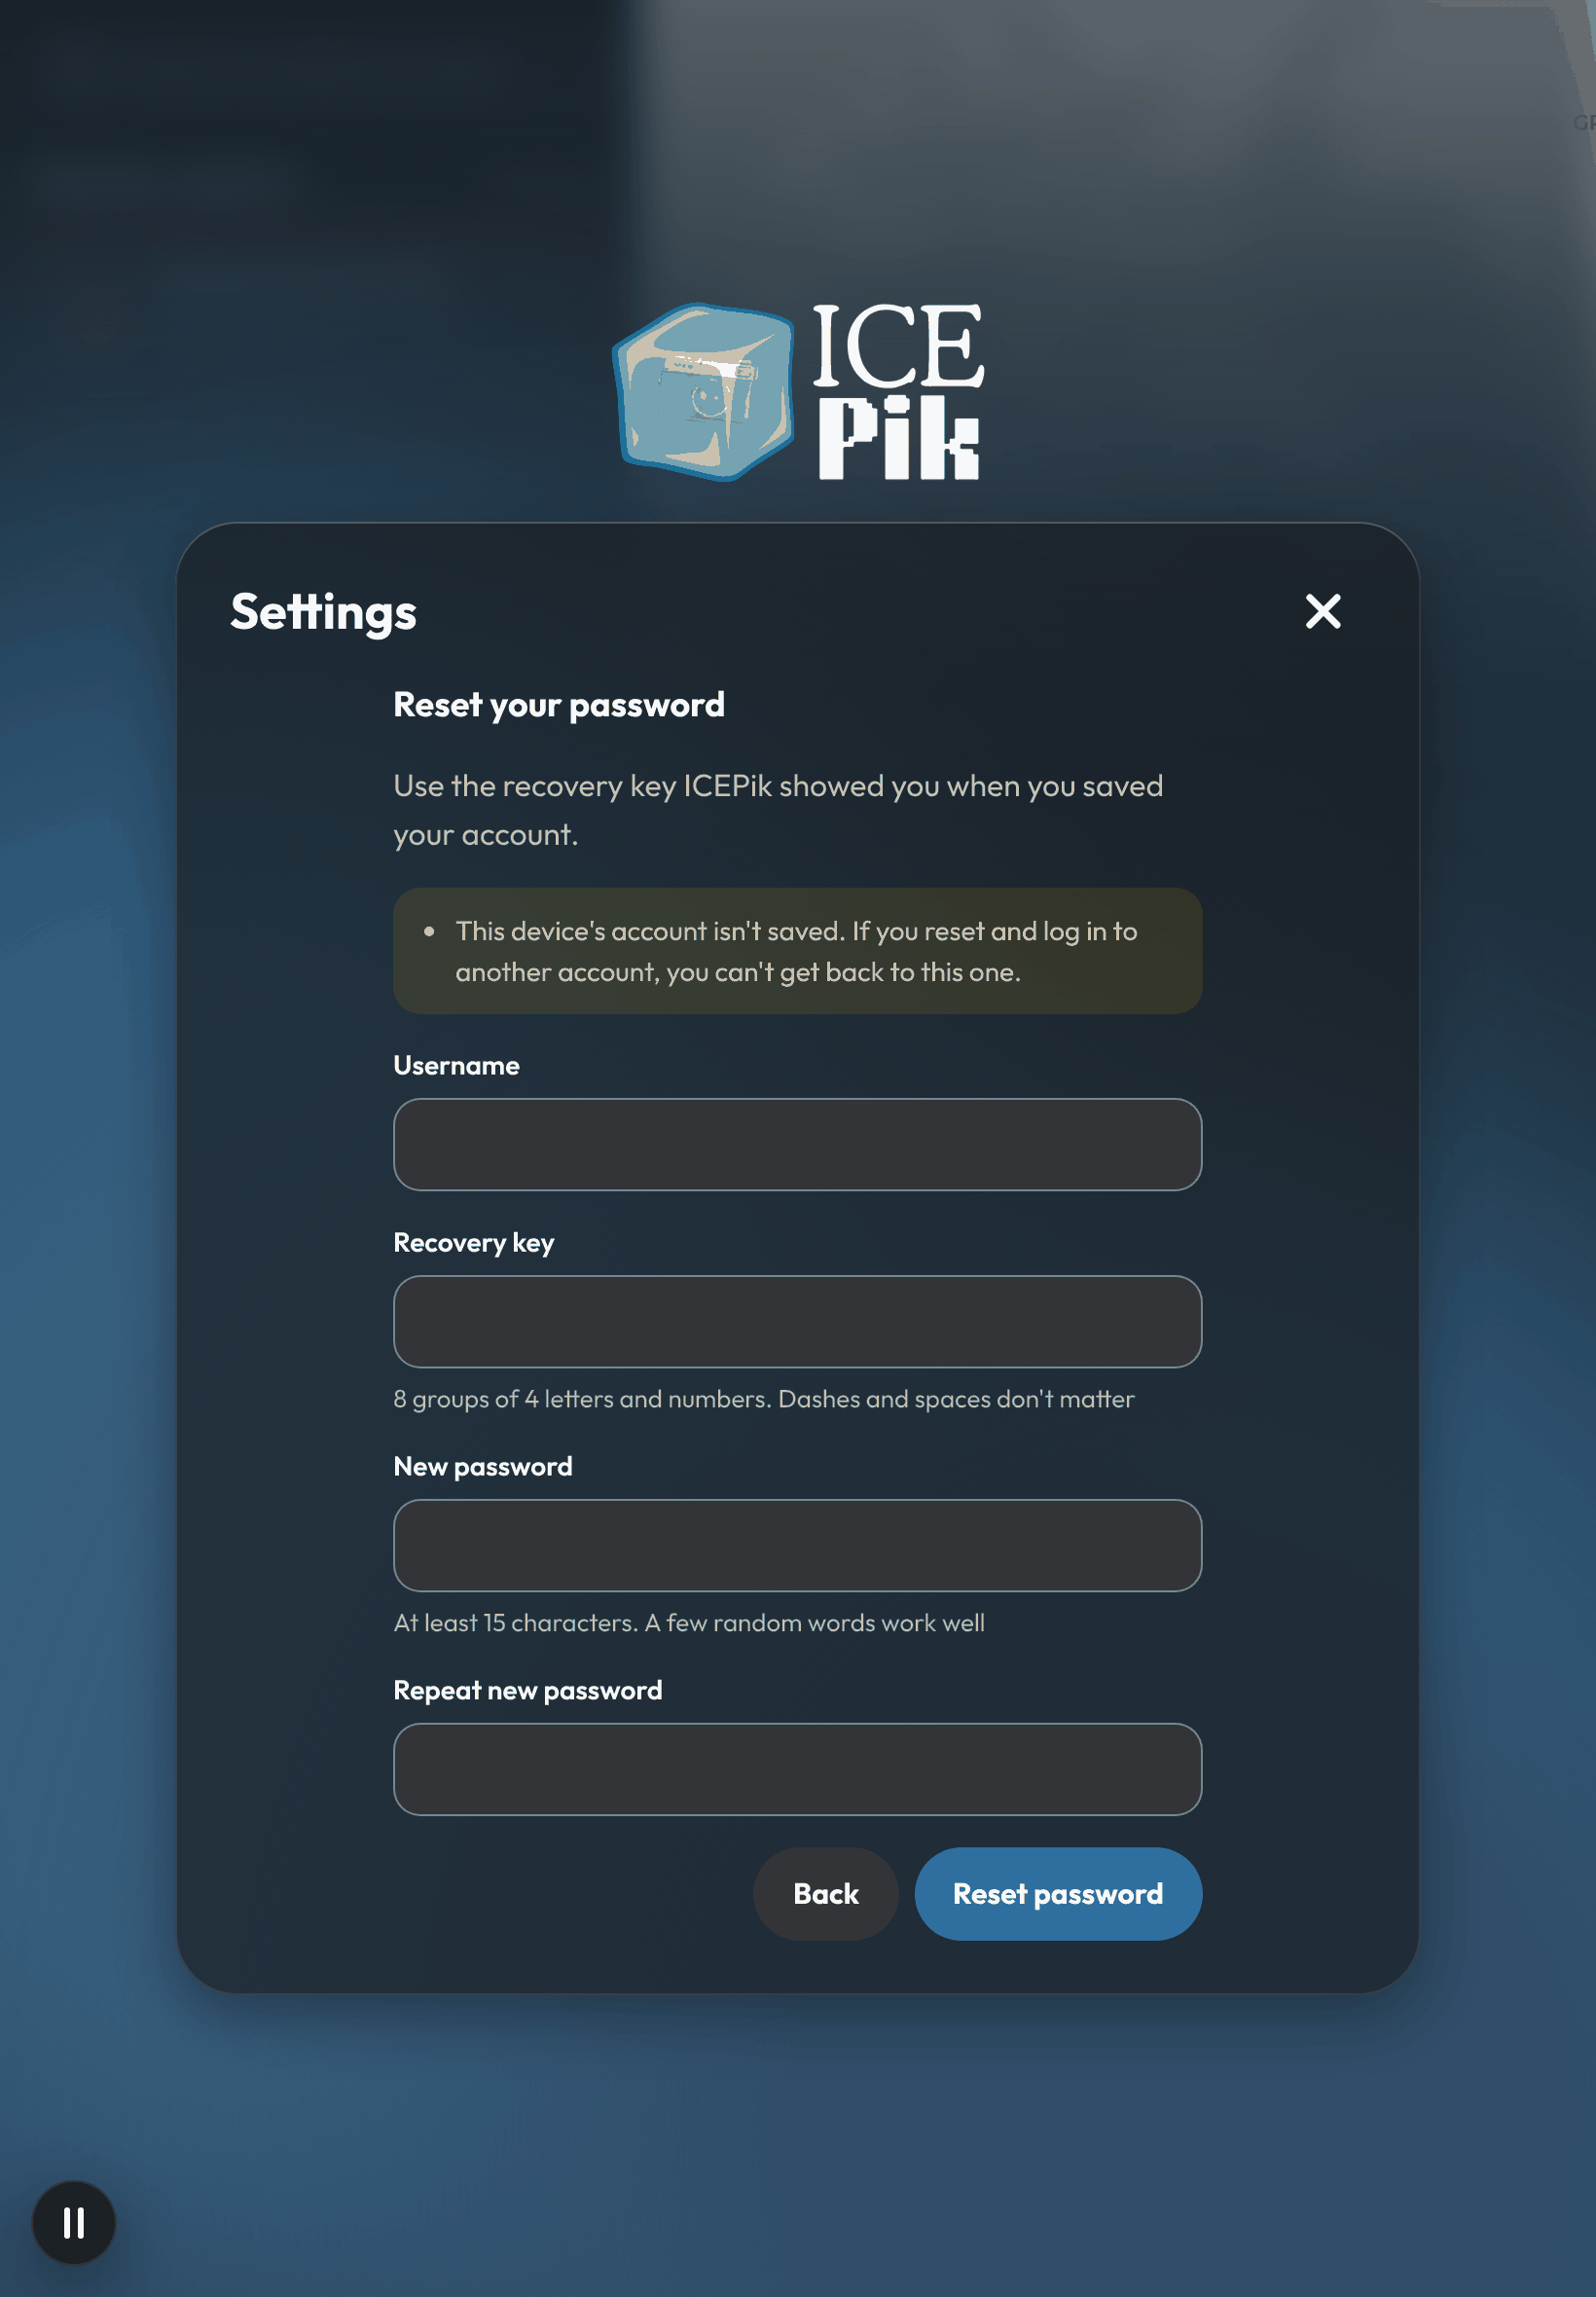 GR
ICE
Pik
Settings
Reset your password
Use the recovery key ICEPik showed you when you saved
your account.
This device's account isn't saved. If you reset and log in to
another account, you can't get back to this one.
Username
Recovery key
8 groups of 4 letters and numbers. Dashes and spaces don't matter
New password
At least 15 characters. A few random words work well
Repeat new password
Back Reset password